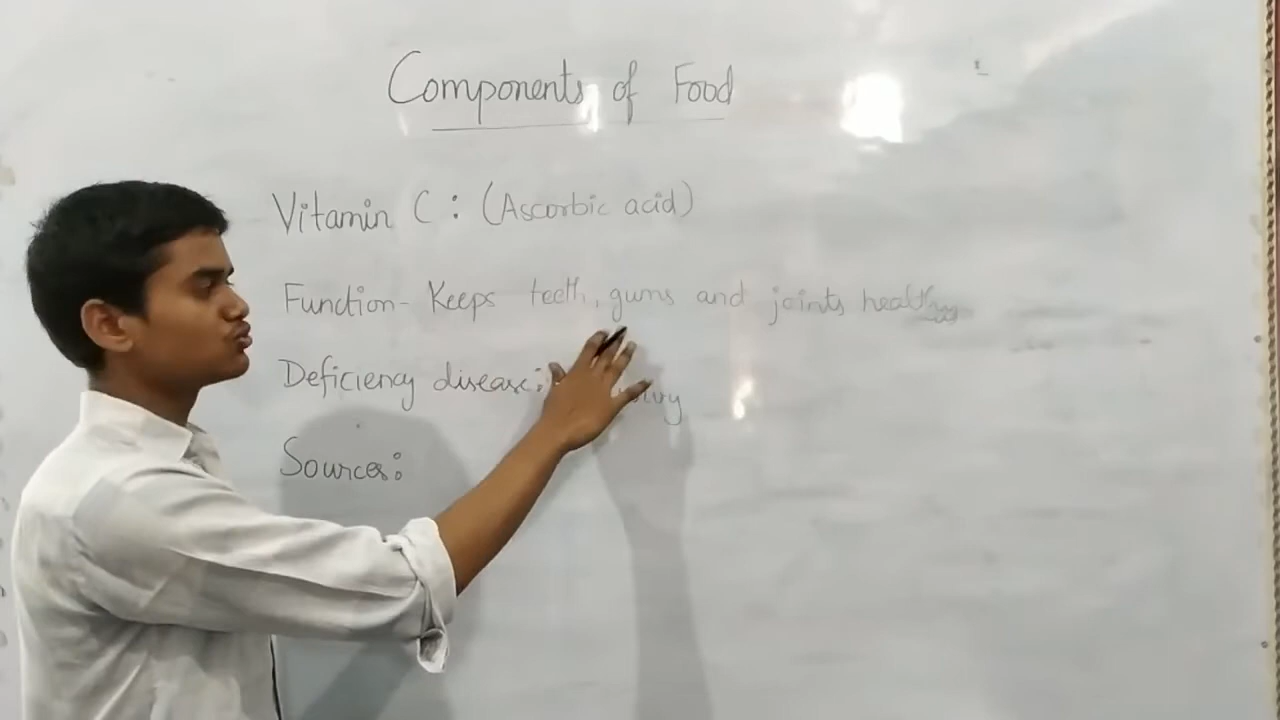 Components of Food
Vitamin C : (Ascorbic acid)
Function- Keeps teeth, gums and joints healthy
Deficiency disease:
Sources: